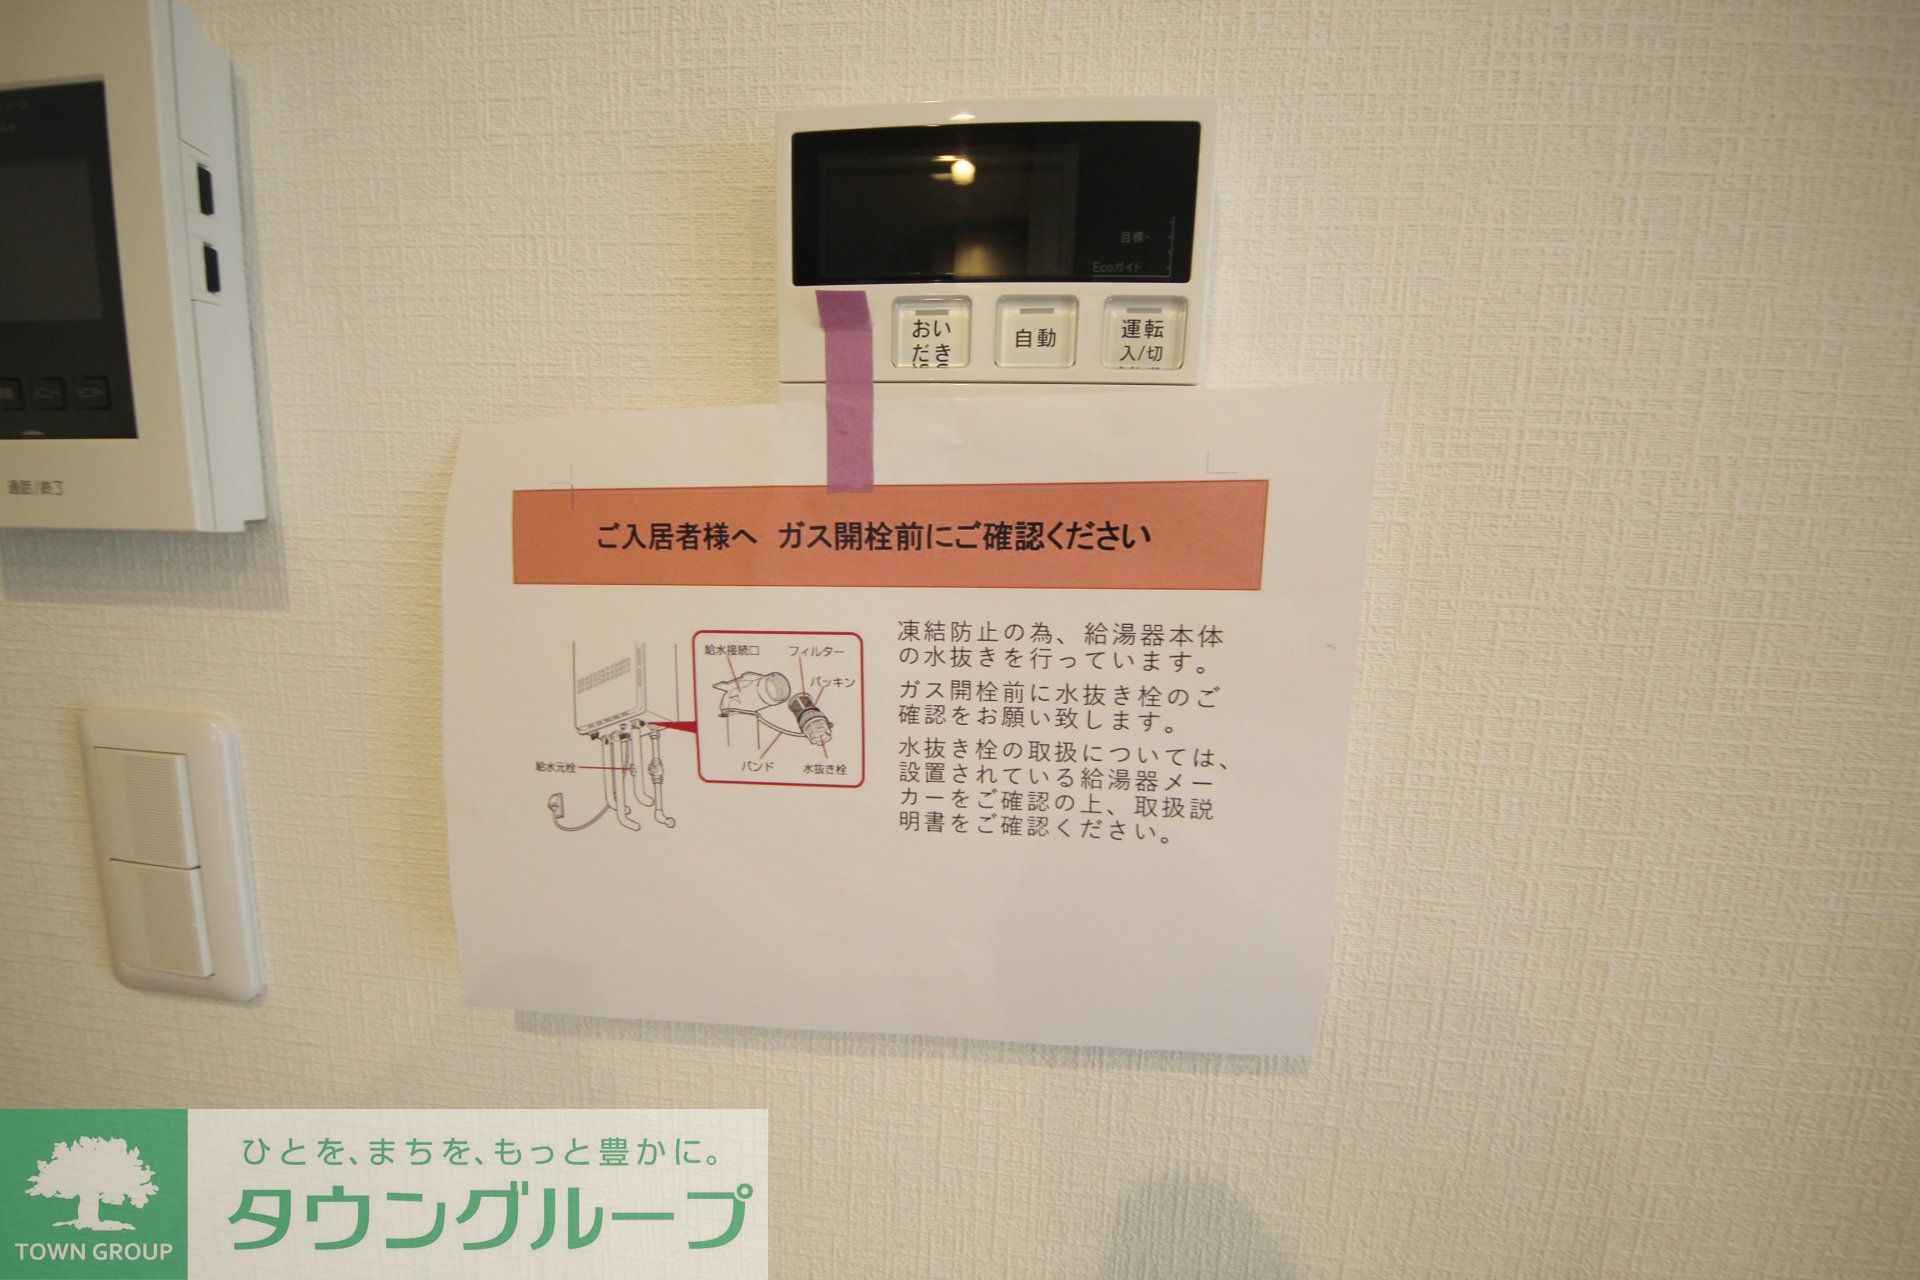 目標-
Ecoガイド
おい
だき
自動
運転
入/切
通話/終了
ご入居者様へ ガス開栓前にご確認ください
給水接続口
フィルター
パッキン
バンド
水抜き栓
給水元栓
凍結防止の為、給湯器本体
の水抜きを行っています。
ガス開栓前に水抜き栓のご
確認をお願い致します。
水抜き栓の取扱については、
設置されている給湯器メー
カーをご確認の上、取扱説
明書をご確認ください。
ひとを、まちを、もっと豊かに。
タウングループ
TOWN GROUP